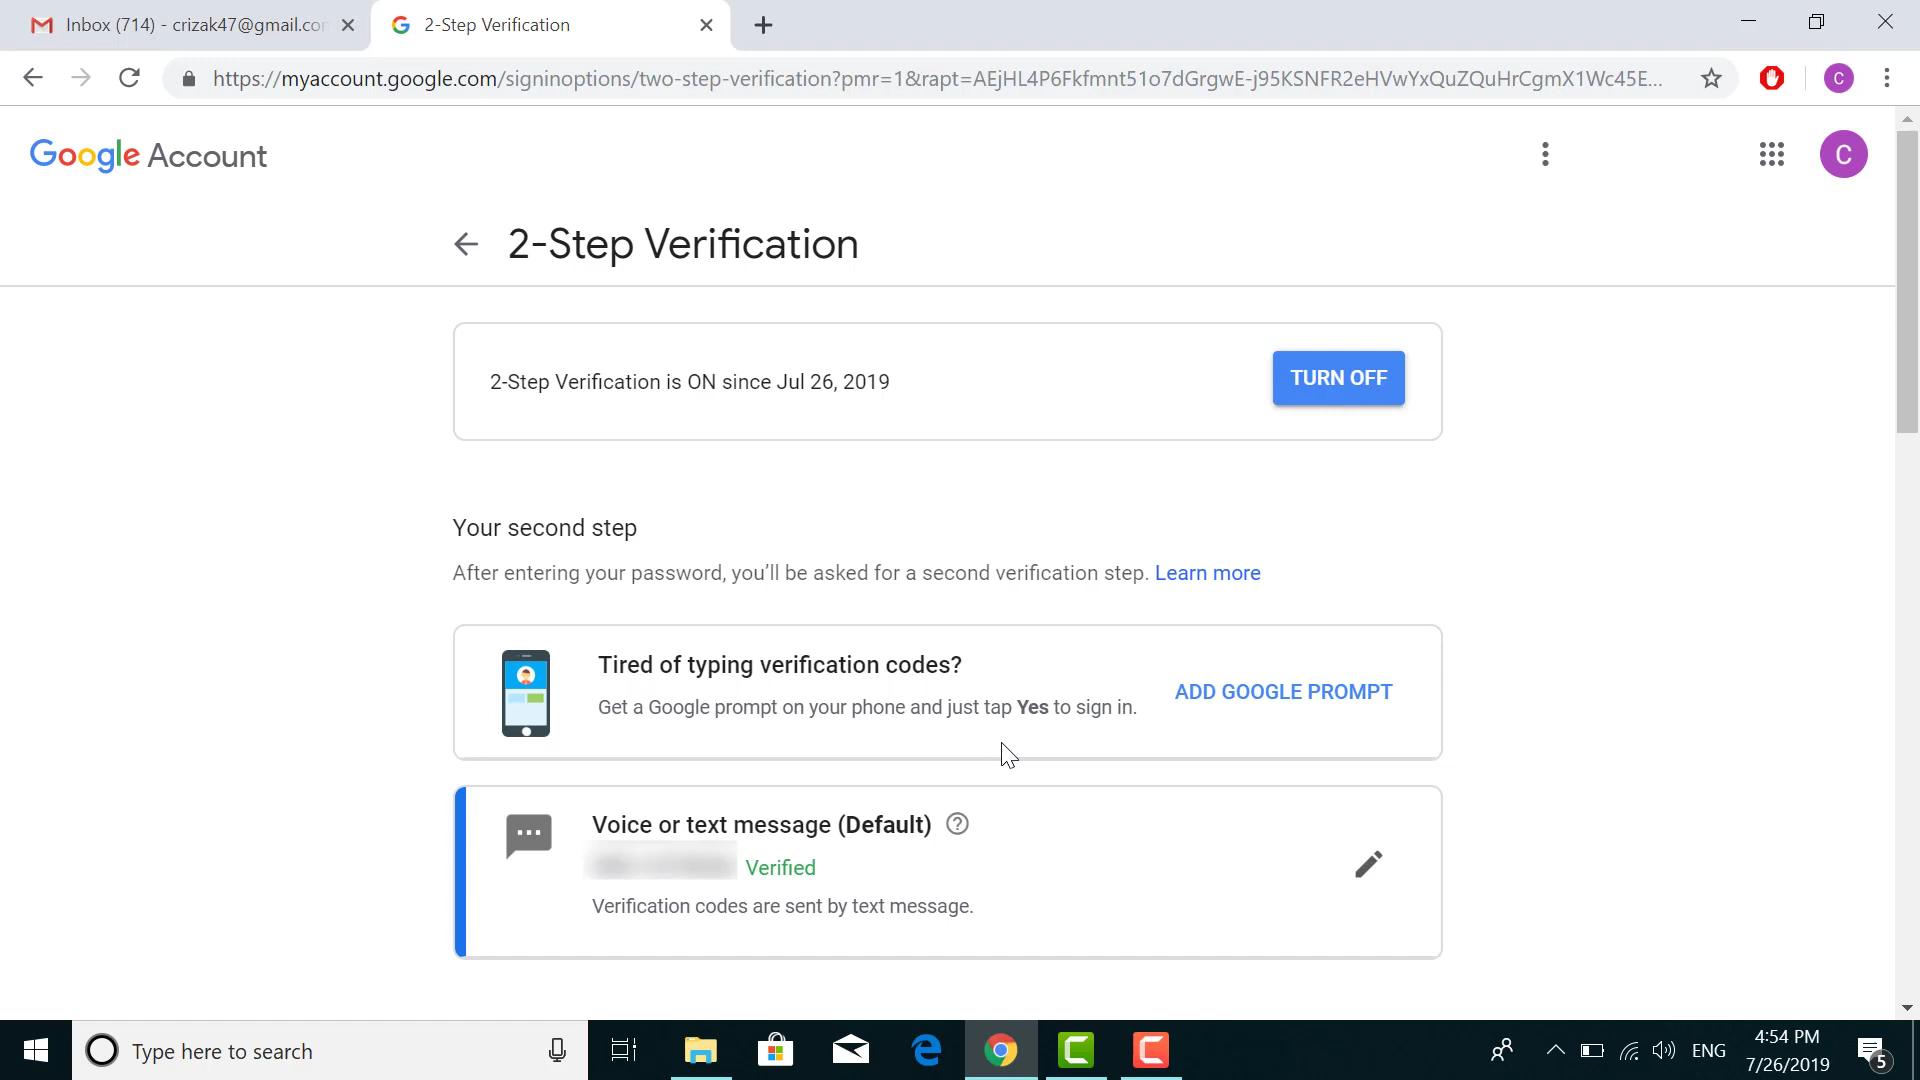 Inbox (714) - crizak47@gmail.co
2-Step Verification
https://myaccount.google.com/signinoptions/two-step-verification?pmr=1&rapt=AEjHL4P6Fkfmnt51o7dGrgwE-j95KSNFR2eHVwYxQuZQuHrCgmX1Wc45E...
C
Google Account
C
2-Step Verification
2-Step Verification is ON since Jul 26, 2019
TURN OFF
Your second step
After entering your password, you’ll be asked for a second verification step. Learn more
Tired of typing verification codes?
Get a Google prompt on your phone and just tap Yes to sign in.
ADD GOOGLE PROMPT
Voice or text message (Default)
Verified
Verification codes are sent by text message.
Type here to search
ENG
4:54 PM
7/26/2019
5